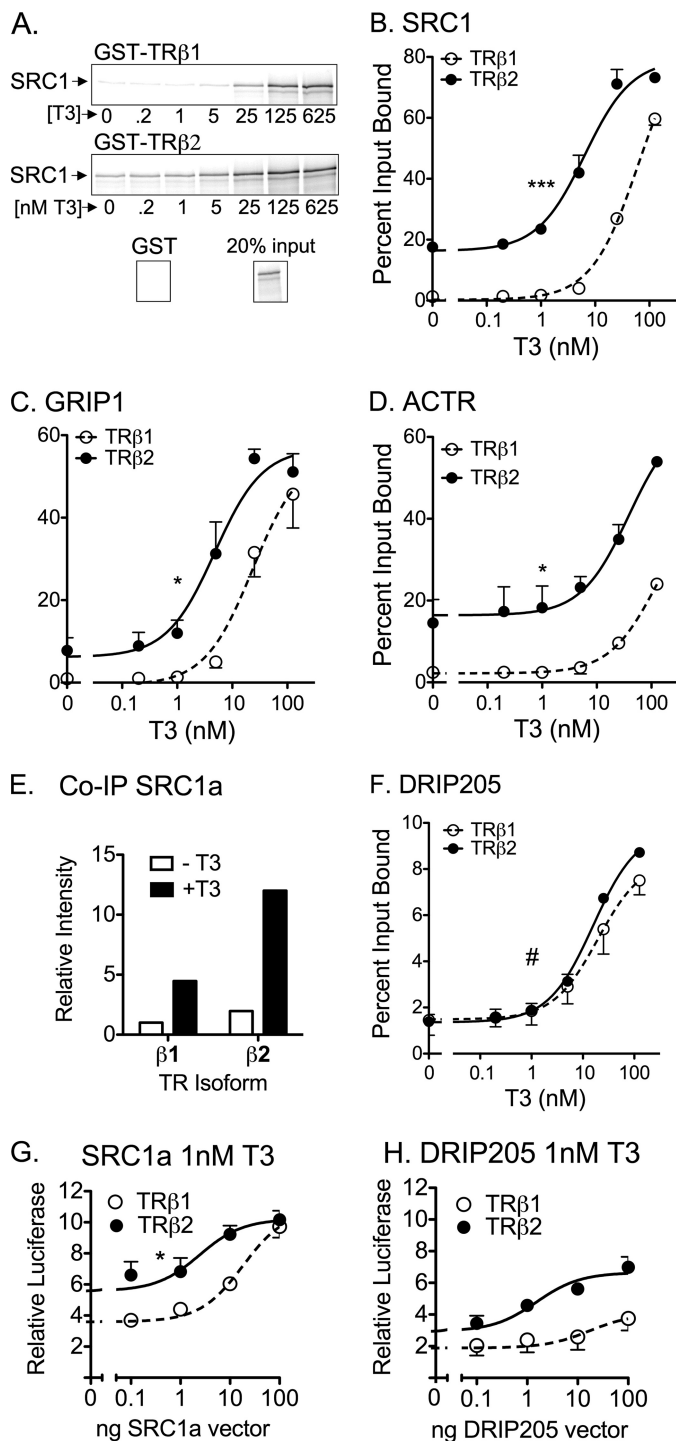 A.
GST-TRβ1
SRC1
[T3] 0 .2 1 5 25 125 625
GST-TRβ2
SRC1
[nM T3] 0 .2 1 5 25 125 625
GST
20% input
B. SRC1
TRβ1
TRβ2
Percent Input Bound
80
60
40
20
0
***
0 0.1 1 10 100
T3 (nM)
C. GRIP1
TRβ1
TRβ2
60
40
20
0
*
0 0.1 1 10 100
T3 (nM)
D. ACTR
TRβ1
TRβ2
Percent Input Bound
60
40
20
0
*
0 0.1 1 10 100
T3 (nM)
E. Co-IP SRC1a
Relative Intensity
15
10
5
0
- T3
+T3
β1 β2
TR Isoform
F. DRIP205
TRβ1
TRβ2
Percent Input Bound
10
8
6
4
2
0
#
0 0.1 1 10 100
T3 (nM)
G. SRC1a 1nM T3
TRβ1
TRβ2
Relative Luciferase
12
10
8
6
4
2
*
0 0.1 1 10 100
ng SRC1a vector
H. DRIP205 1nM T3
TRβ1
TRβ2
Relative Luciferase
12
10
8
6
4
2
0 0.1 1 10 100
ng DRIP205 vector